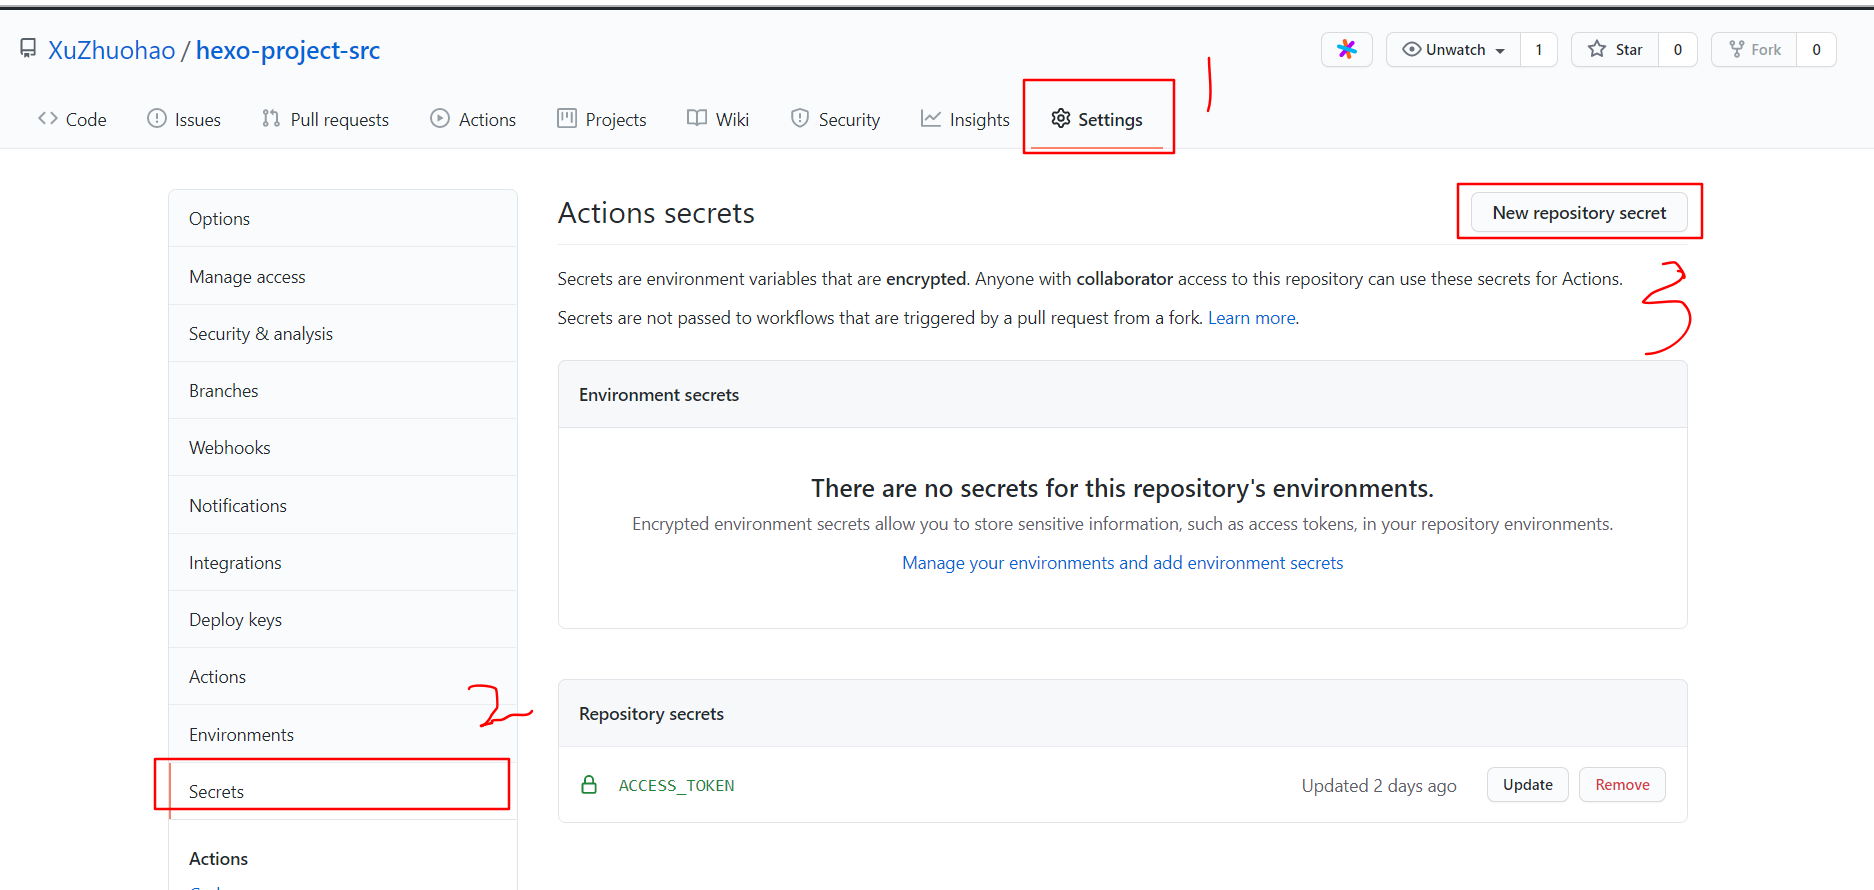 XuZhuohao / hexo-project-src
Unwatch 1 Star 0 Fork 0
1
Code Issues Pull requests Actions Projects Wiki Security Insights Settings
Options
Manage access
Security & analysis
Branches
Webhooks
Notifications
Integrations
Deploy keys
Actions
2
Environments
Secrets
Actions
Actions secrets
New repository secret
3
Secrets are environment variables that are encrypted. Anyone with collaborator access to this repository can use these secrets for Actions.
Secrets are not passed to workflows that are triggered by a pull request from a fork. Learn more.
Environment secrets
There are no secrets for this repository's environments.
Encrypted environment secrets allow you to store sensitive information, such as access tokens, in your repository environments.
Manage your environments and add environment secrets
Repository secrets
ACCESS_TOKEN Updated 2 days ago Update Remove